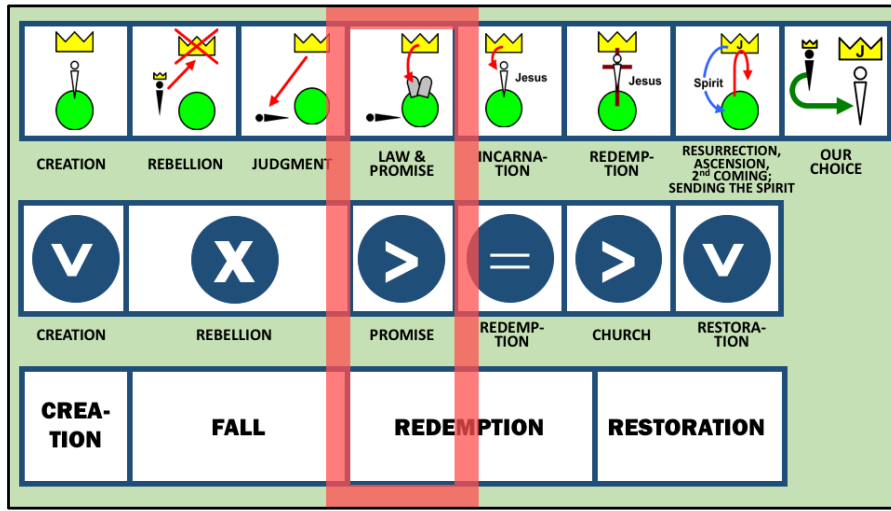 J
J
Jesus
Jesus
Spirit
CREATION
REBELLION
JUDGMENT
LAW &
PROMISE
INCARNA-
TION
REDEMP-
TION
RESURRECTION,
ASCENSION,
2nd COMING;
SENDING THE SPIRIT
OUR
CHOICE
V
X
>
=
>
V
CREATION
REBELLION
PROMISE
REDEMP-
TION
CHURCH
RESTORA-
TION
CREA-
TION
FALL
REDEMPTION
RESTORATION